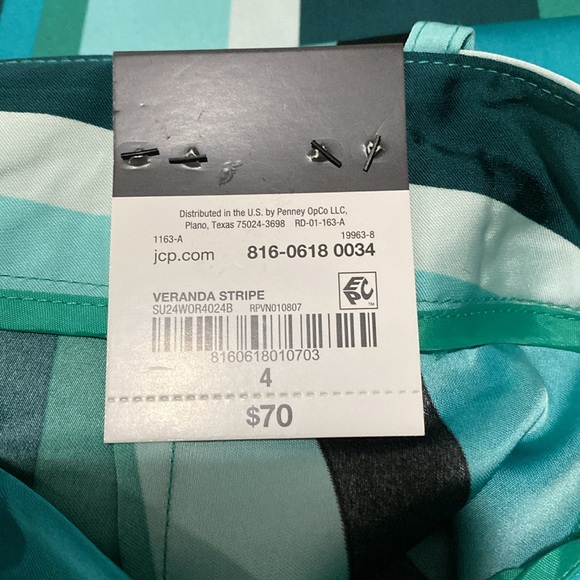 Distributed in the U.S. by Penney OpCo LLC,
Plano, Texas 75024-3698 RD-01-163-A
1163-A 19963-8
jcp.com 816-0618 0034
VERANDA STRIPE
SU24WOR4024B RPVN010807
EPC™
8160618010703
4
$70